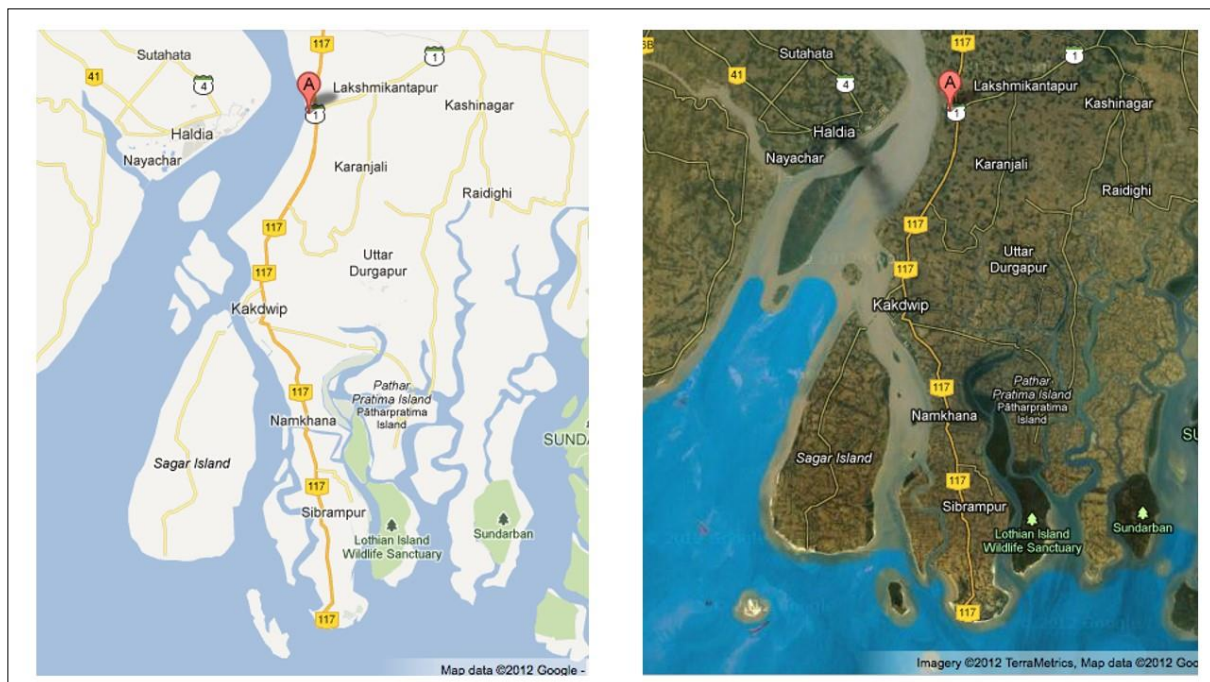 117
Sutahata
1
41
4
A
Lakshmikantapur
Kashinagar
1
Haldia
Nayachar
Karanjali
Raidighi
117
Uttar
Durgapur
117
Kakdwip
Pathar
Pratima Island
Pātharpratima
Island
117
Namkhana
SUNDA
Sagar Island
117
Sibrampur
Lothian Island
Wildlife Sanctuary
Sundarban
117
Map data ©2012 Google -
117
6B
Sutahata
1
41
4
A
Lakshmikantapur
Kashinagar
1
Haldia
Nayachar
Karanjali
Raidighi
117
Uttar
Durgapur
117
Kakdwip
Pathar
Pratima Island
Pātharpratima
Island
117
Namkhana
SU
Sagar Island
117
Sibrampur
Lothian Island
Wildlife Sanctuary
Sundarban
117
Imagery ©2012 TerraMetrics, Map data ©2012 Goo